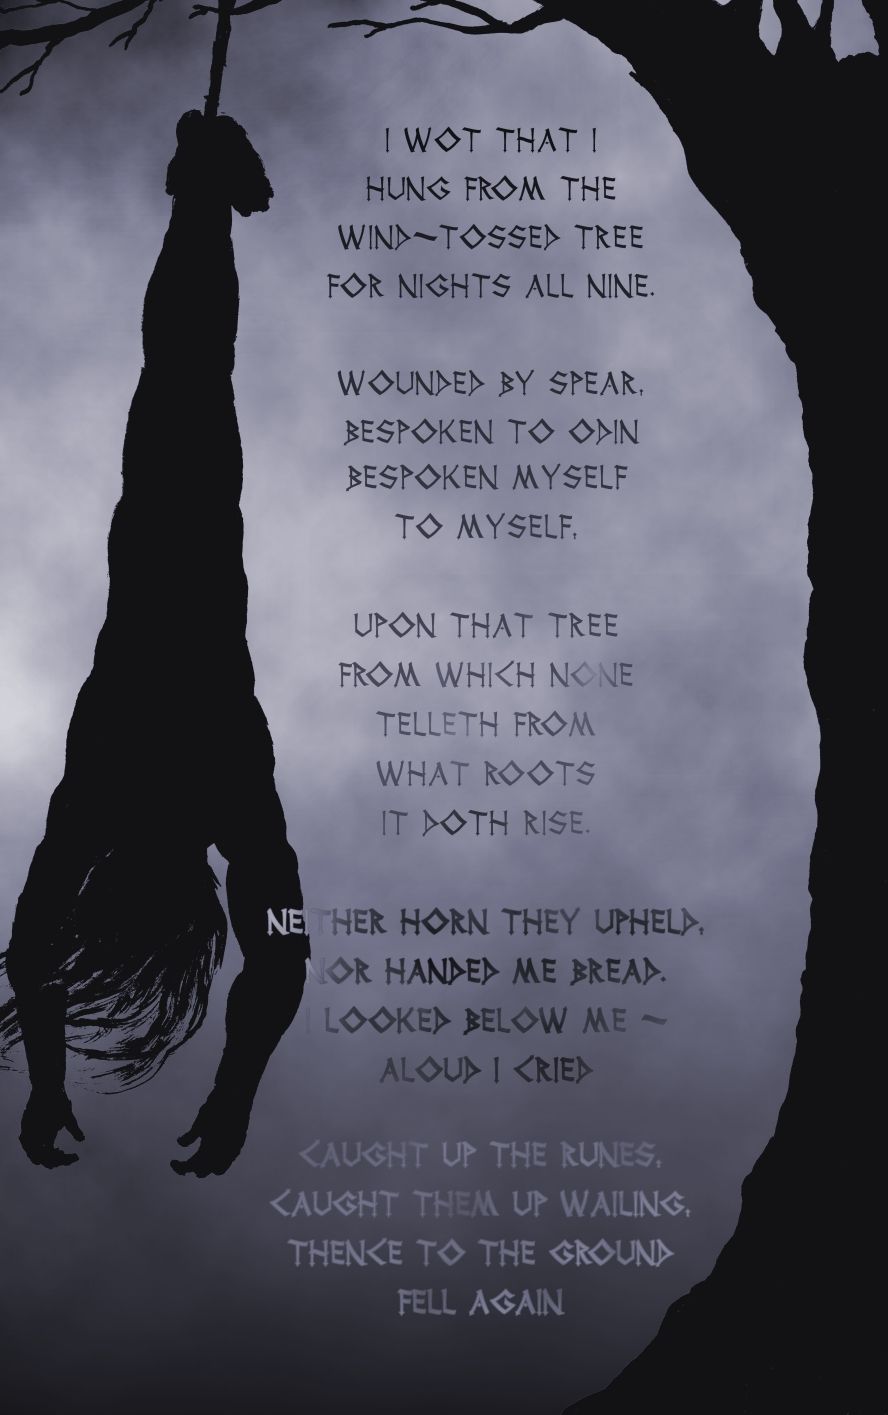 I WOT THAT I
HUNG FROM THE
WIND~TOSSED TREE
FOR NIGHTS ALL NINE.
WOUNDED BY SPEAR,
BESPOKEN TO ODIN
BESPOKEN MYSELF
TO MYSELF,
UPON THAT TREE
FROM WHICH NONE
TELLETH FROM
WHAT ROOTS
IT DOTH RISE.
NEITHER HORN THEY UPHELD,
NOR HANDED ME BREAD.
I LOOKED BELOW ME ~
ALOUD I CRIED
CAUGHT UP THE RUNES,
CAUGHT THEM UP WAILING,
THENCE TO THE GROUND
FELL AGAIN